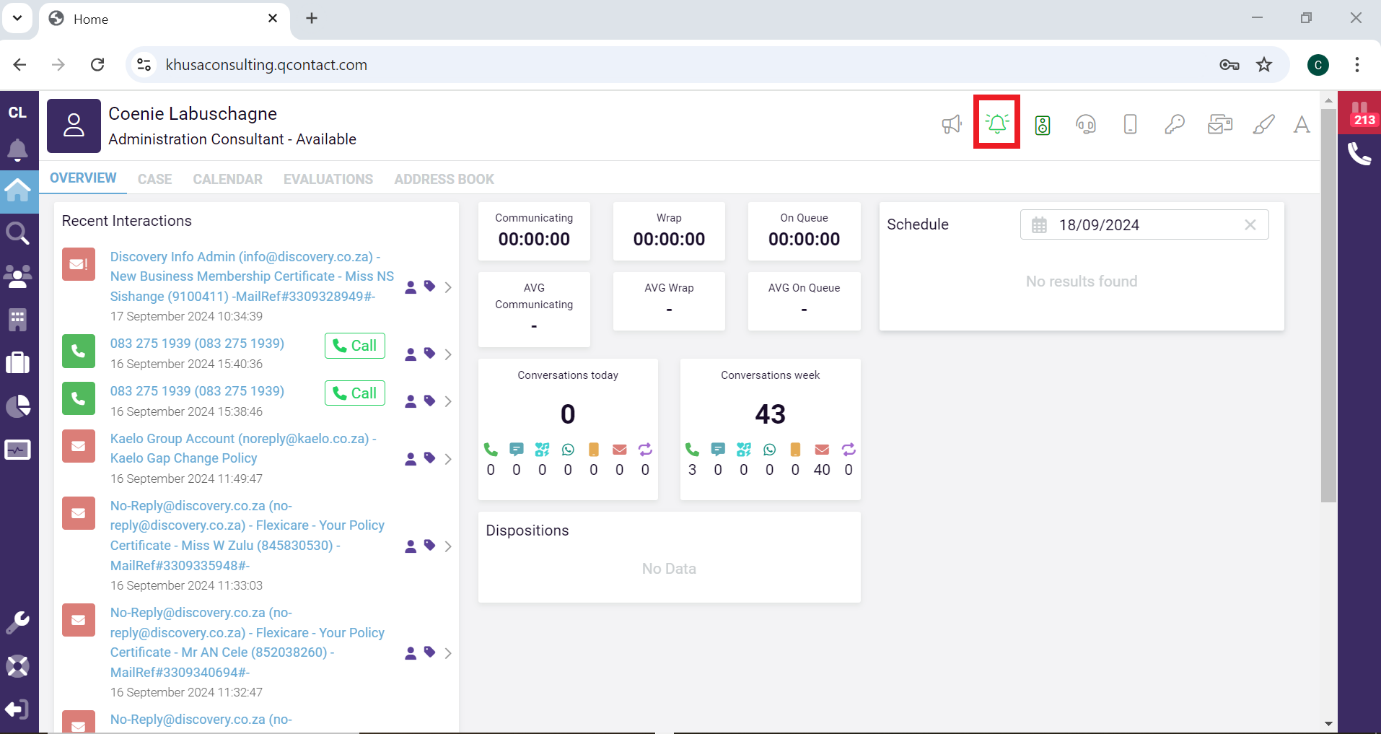 Home
khusaconsulting.qcontact.com
C
CL
Coenie Labuschagne
Administration Consultant - Available
A
213
OVERVIEW CASE CALENDAR EVALUATIONS ADDRESS BOOK
Recent Interactions
Discovery Info Admin (info@discovery.co.za) -
New Business Membership Certificate - Miss NS
Sishange (9100411) -MailRef#3309328949#-
17 September 2024 10:34:39
083 275 1939 (083 275 1939)
Call
16 September 2024 15:40:36
083 275 1939 (083 275 1939)
Call
16 September 2024 15:38:46
Kaelo Group Account (noreply@kaelo.co.za) -
Kaelo Gap Change Policy
16 September 2024 11:49:47
No-Reply@discovery.co.za (no-
reply@discovery.co.za) - Flexicare - Your Policy
Certificate - Miss W Zulu (845830530) -
MailRef#3309335948#-
16 September 2024 11:33:03
No-Reply@discovery.co.za (no-
reply@discovery.co.za) - Flexicare - Your Policy
Certificate - Mr AN Cele (852038260) -
MailRef#3309340694#-
16 September 2024 11:32:47
No-Reply@discovery.co.za (no-
Communicating
00:00:00
Wrap
00:00:00
On Queue
00:00:00
AVG
Communicating
-
AVG Wrap
-
AVG On Queue
-
Conversations today
0
0 0 0 0 0 0 0
Conversations week
43
3 0 0 0 0 40 0
Dispositions
No Data
Schedule
18/09/2024
No results found